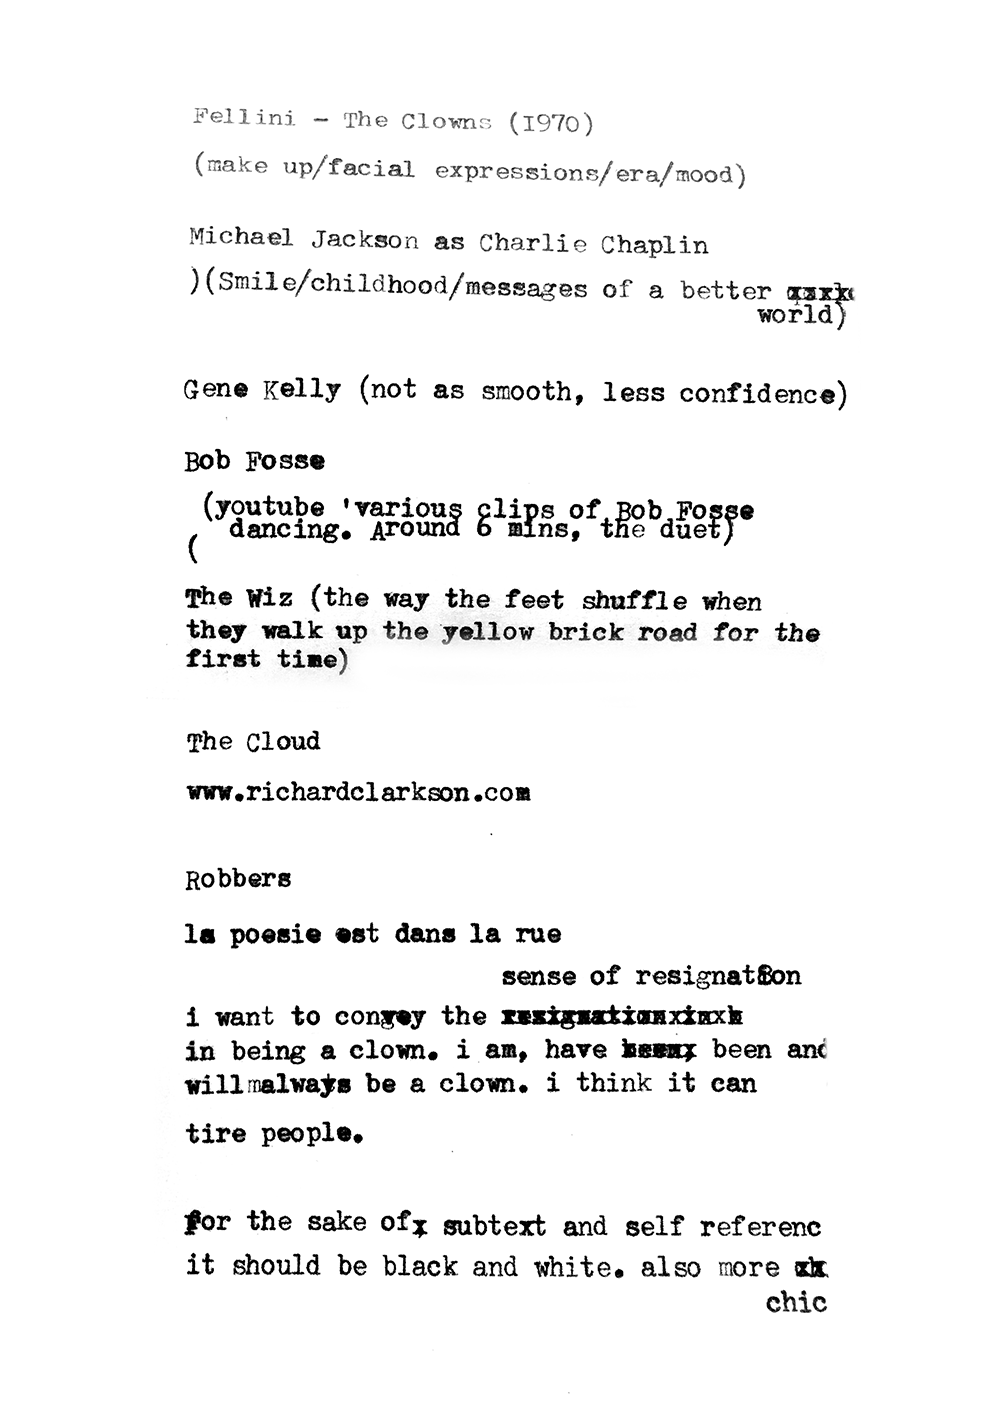 Fellini - The Clowns (1970)
(make up/facial expressions/era/mood)
Michael Jackson as Charlie Chaplin
)(Smile/childhood/messages of a better
world)
Gene Kelly (not as smooth, less confidence)
Bob Fosse
(youtube 'various clips of Bob Fosse
dancing. Around 6 mins, the duet)
(
The Wiz (the way the feet shuffle when
they walk up the yellow brick road for the
first time)
The Cloud
www.richardclarkson.com
Robbers
la poesie est dans la rue
sense of resignation
i want to convey the
in being a clown. i am, have been and
will always be a clown. i think it can
tire people.
for the sake of subtext and self referenc
it should be black and white. also more
chic